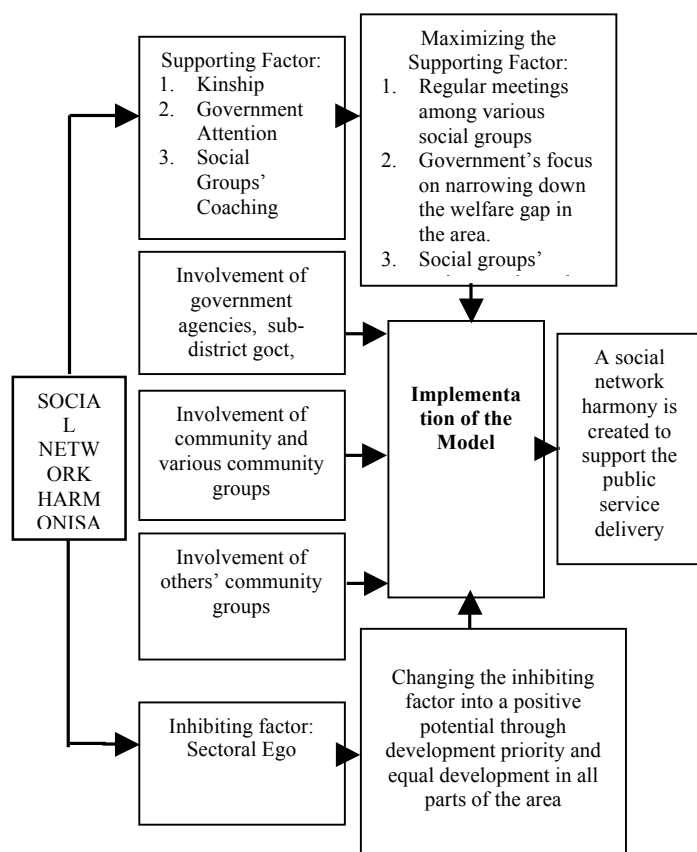 Supporting Factor:
1. Kinship
2. Government
Attention
3. Social
Groups’
Coaching
Maximizing the
Supporting Factor:
1. Regular meetings
among various
social groups
2. Government’s focus
on narrowing down
the welfare gap in
the area.
3. Social groups’
Involvement of
government
agencies, sub-
district goct,
SOCIA
L
NETW
ORK
HARM
ONISA
Involvement of
community and
various community
groups
Involvement of
others’ community
groups
Implementa
tion of the
Model
A social
network
harmony is
created to
support the
public
service
delivery
Inhibiting factor:
Sectoral Ego
Changing the inhibiting
factor into a positive
potential through
development priority and
equal development in all
parts of the area